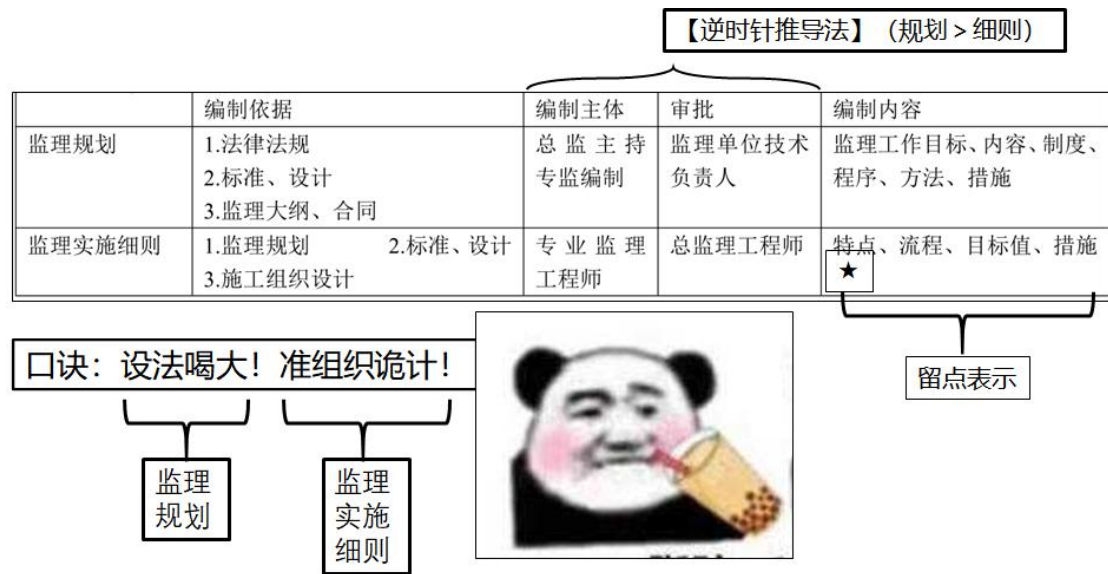 【逆时针推导法】（规划 > 细则）
编制依据 编制主体 审批 编制内容
监理规划 1.法律法规 总监主持 监理单位技术 监理工作目标、内容、制度、
2.标准、设计 专监编制 负责人 程序、方法、措施
3.监理大纲、合同
监理实施细则 1.监理规划 2.标准、设计 专业监理 总监理工程师 特点、流程、目标值、措施
3.施工组织设计 工程师 ★
口诀：设法喝大！准组织诡计！
留点表示
监理
规划
监理
实施
细则